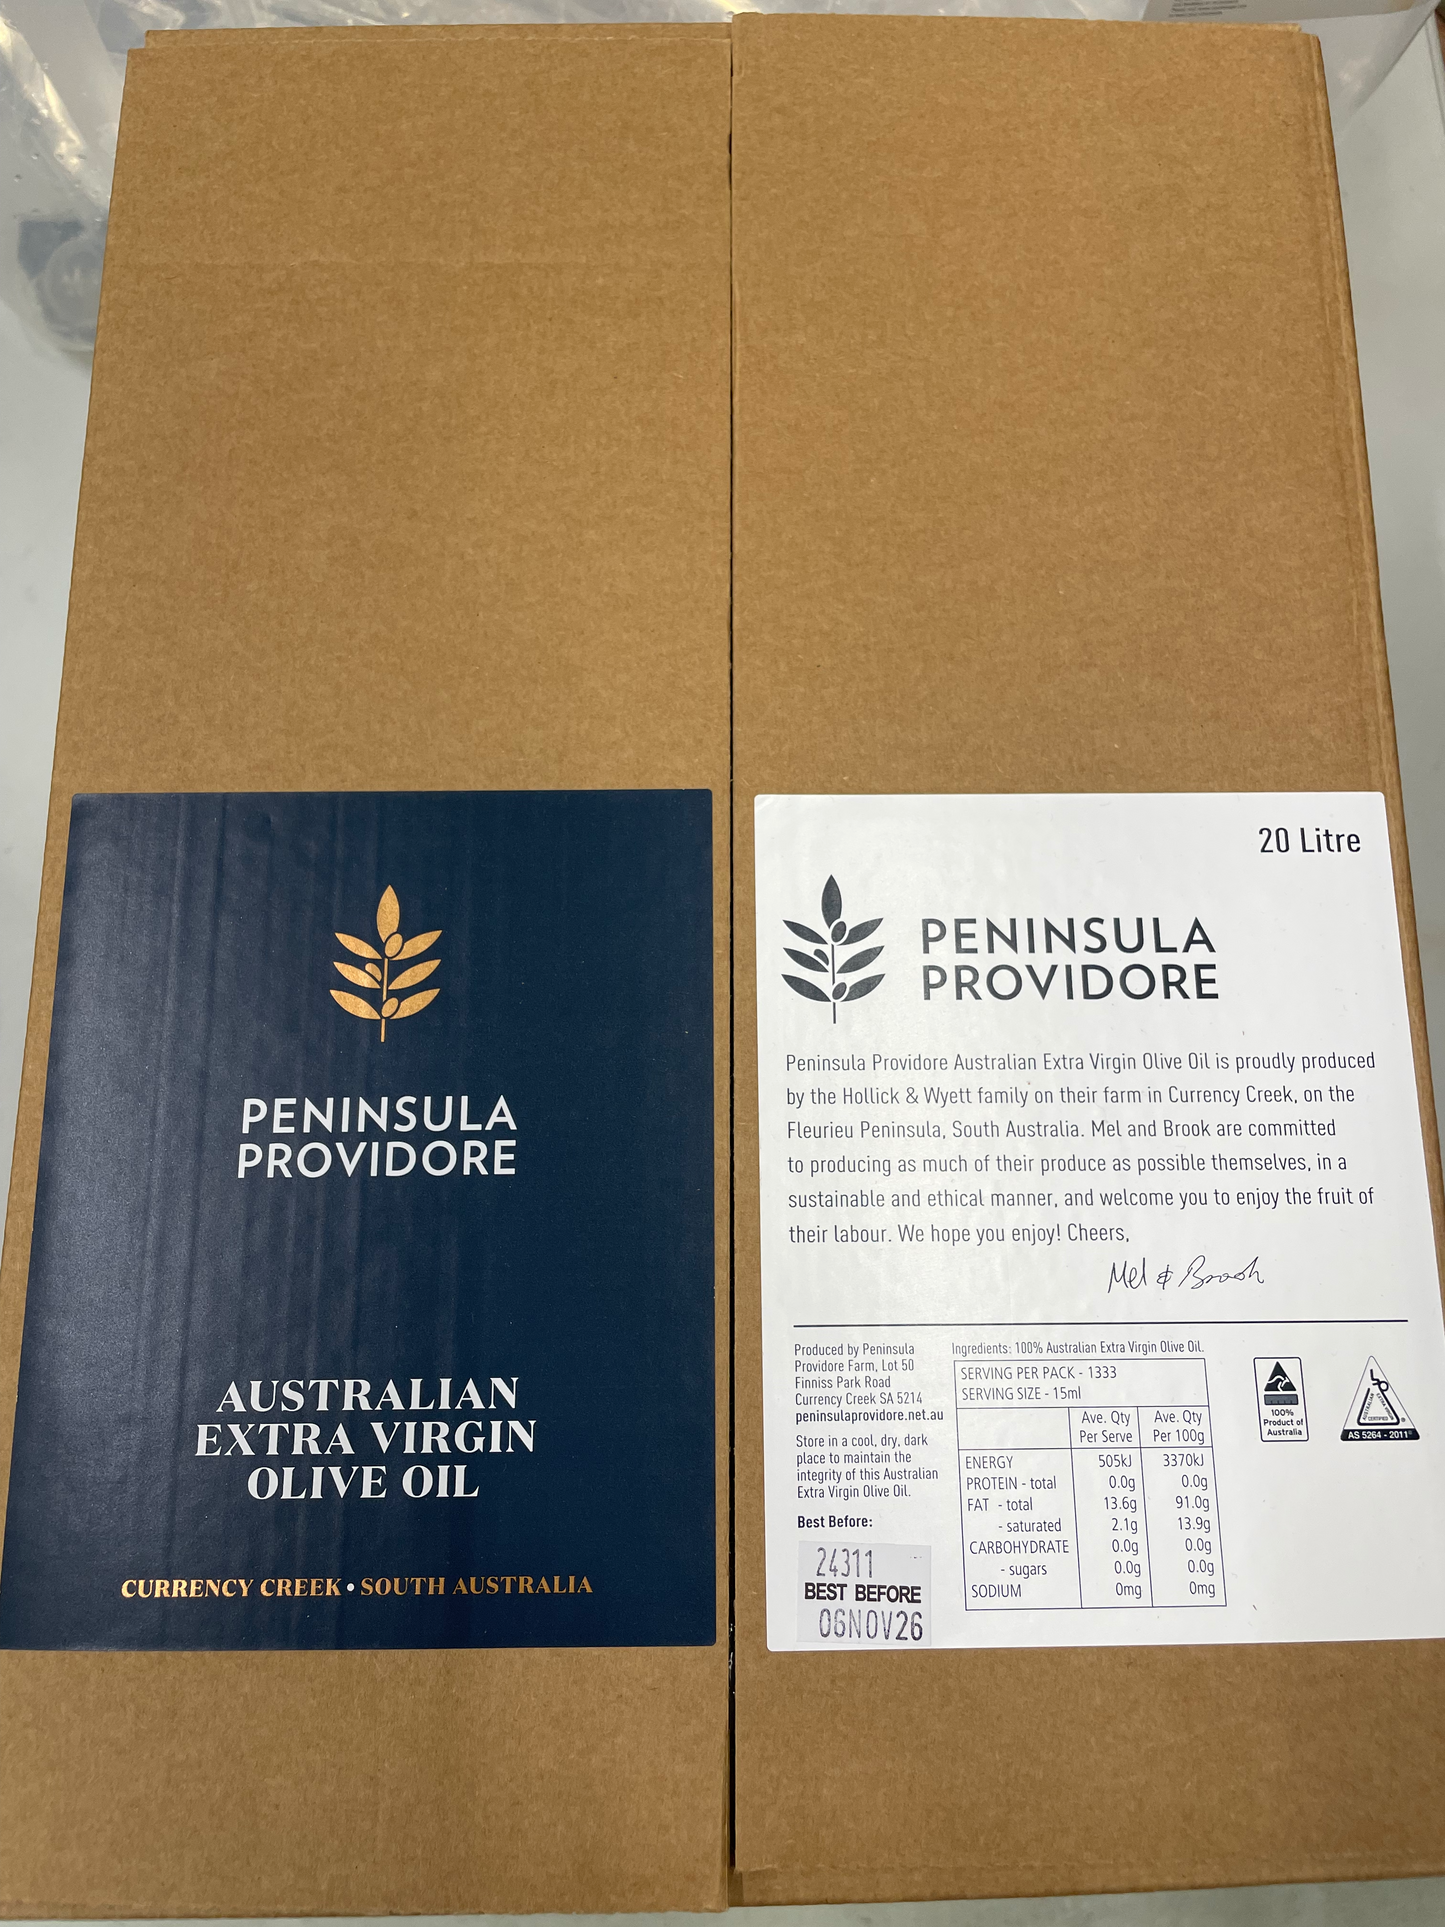 PENINSULA
PROVIDORE
AUSTRALIAN
EXTRA VIRGIN
OLIVE OIL
CURRENCY CREEK • SOUTH AUSTRALIA
20 Litre
PENINSULA
PROVIDORE
Peninsula Providore Australian Extra Virgin Olive Oil is proudly produced
by the Hollick & Wyett family on their farm in Currency Creek, on the
Fleurieu Peninsula, South Australia. Mel and Brook are committed
to producing as much of their produce as possible themselves, in a
sustainable and ethical manner, and welcome you to enjoy the fruit of
their labour. We hope you enjoy! Cheers,
Mel & Brook
Produced by Peninsula
Providore Farm, Lot 50
Finniss Park Road
Currency Creek SA 5214
peninsulaprovidore.net.au
Store in a cool, dry, dark
place to maintain the
integrity of this Australian
Extra Virgin Olive Oil.
Best Before:
24311
BEST BEFORE
06NOV26
Ingredients: 100% Australian Extra Virgin Olive Oil.
SERVING PER PACK - 1333
SERVING SIZE - 15ml
Ave. Qty Ave. Qty
Per Serve Per 100g
ENERGY 505kJ 3370kJ
PROTEIN - total 0.0g 0.0g
FAT - total 13.6g 91.0g
- saturated 2.1g 13.9g
CARBOHYDRATE 0.0g 0.0g
- sugars 0.0g 0.0g
SODIUM 0mg 0mg
100%
Product of
Australia
AUSTRALIAN
EXTRA VIRGIN
CERTIFIED
®
AS 5264 - 2011®